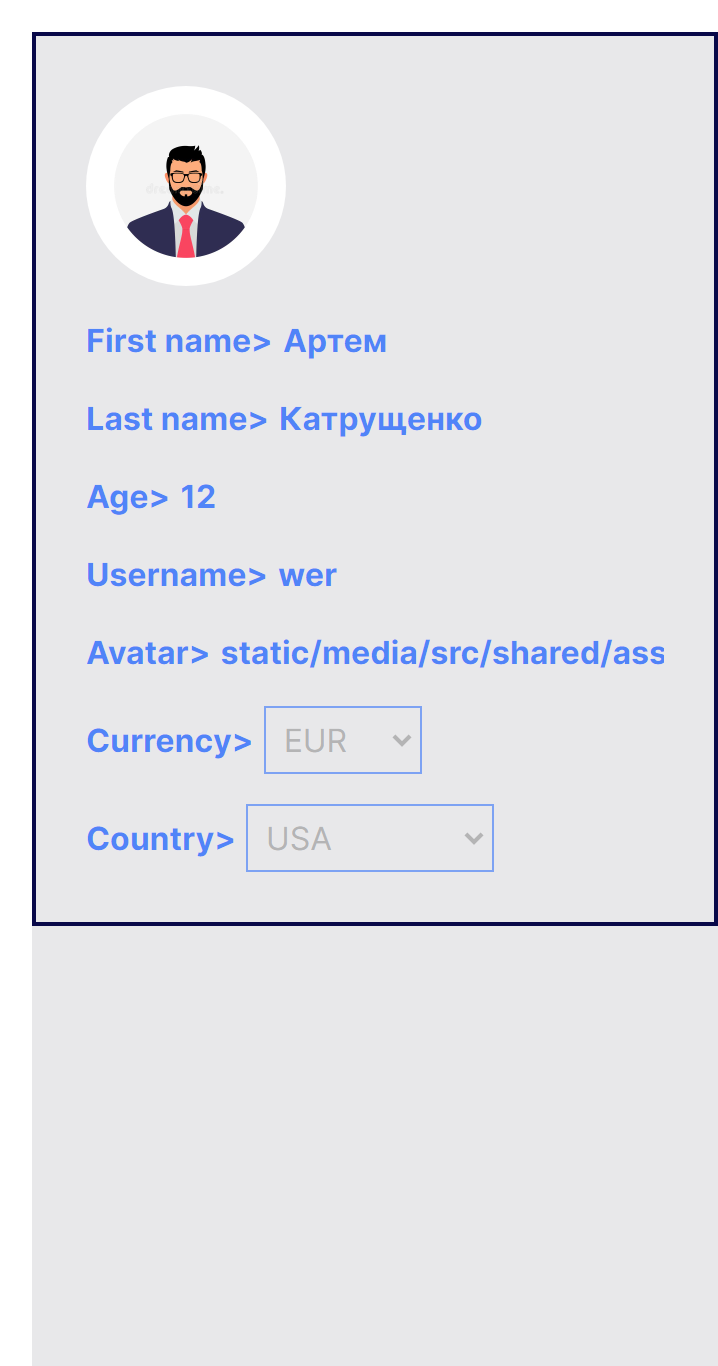 First name> Артем
Last name> Катрущенко
Age> 12
Username> wer
Avatar> static/media/src/shared/ass
Currency> EUR
Country> USA